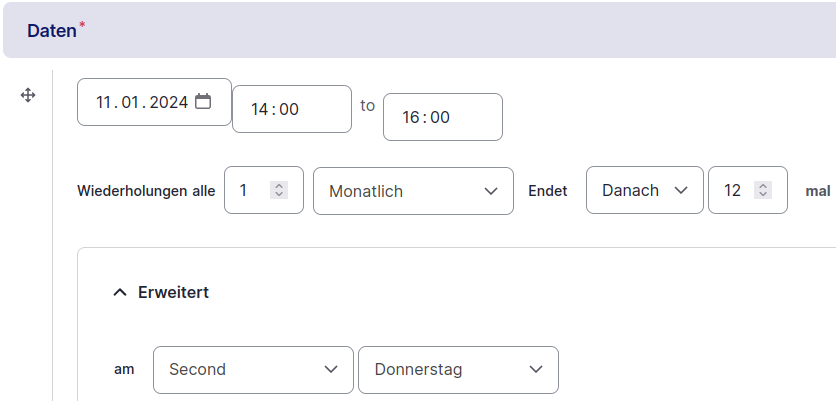 Daten*
11.01.2024 14:00 to 16:00
Wiederholungen alle 1 Monatlich Endet Danach 12 mal
Erweitert
am Second Donnerstag